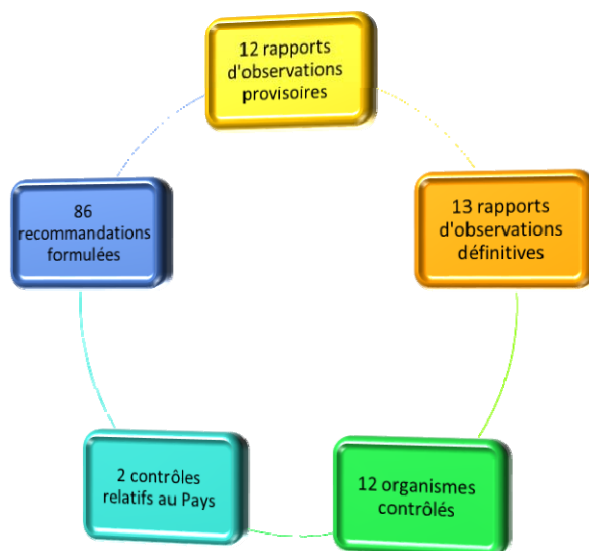 12 rapports
d'observations
provisoires
13 rapports
d'observations
définitives
12 organismes
contrôlés
2 contrôles
relatifs au Pays
86
recommandations
formulées